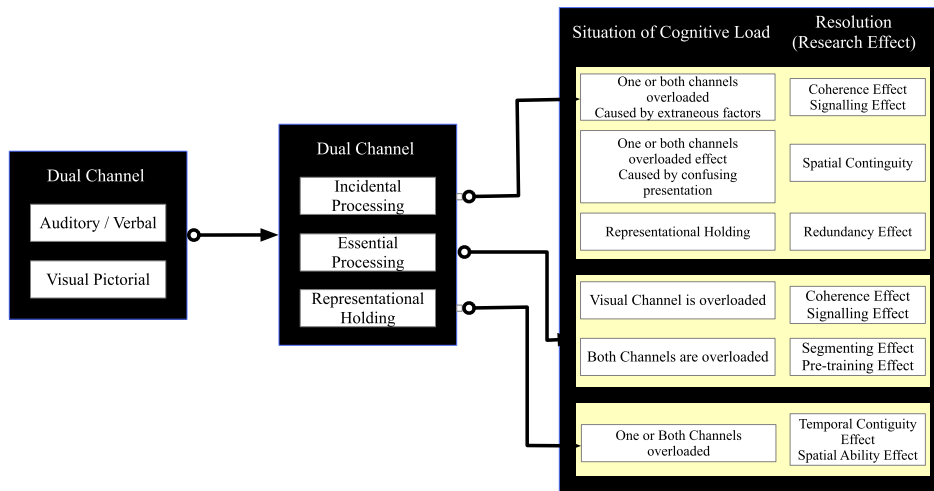 Dual Channel
Auditory / Verbal
Visual Pictorial
Dual Channel
Incidental
Processing
Essential
Processing
Representational
Holding
Situation of Cognitive Load
Resolution
(Research Effect)
One or both channels
overloaded
Caused by extraneous factors
Coherence Effect
Signalling Effect
One or both channels
overloaded effect
Caused by confusing
presentation
Spatial Continguity
Representational Holding
Redundancy Effect
Visual Channel is overloaded
Coherence Effect
Signalling Effect
Both Channels are overloaded
Segmenting Effect
Pre-training Effect
One or Both Channels
overloaded
Temporal Contiguity
Effect
Spatial Ability Effect